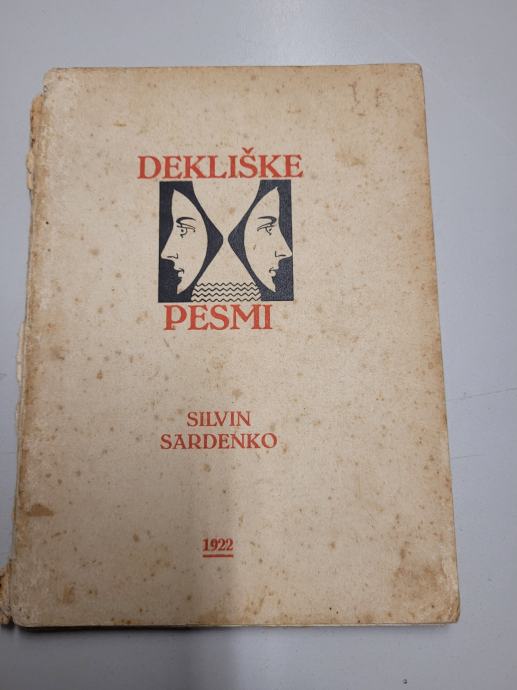 DEKLIŠKE
PESMI
SILVIN
SARDENKO
1922